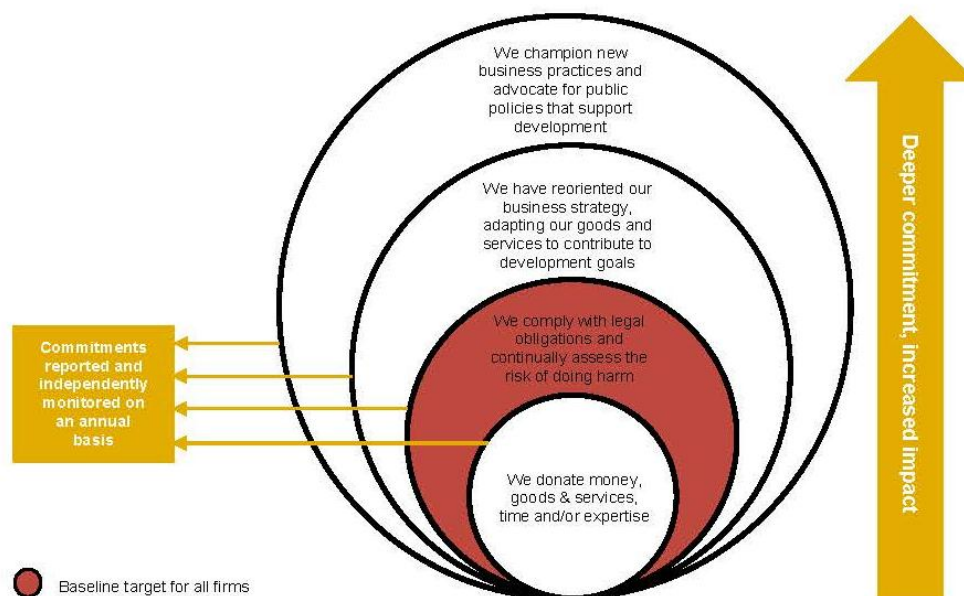 We champion new
business practices and
advocate for public
policies that support
development
We have reoriented our
business strategy,
adapting our goods and
services to contribute to
development goals
We comply with legal
obligations and
continually assess the
risk of doing harm
We donate money,
goods & services,
time and/or expertise
Commitments
reported and
independently
monitored on
an annual
basis
Deeper commitment, increased impact
Baseline target for all firms